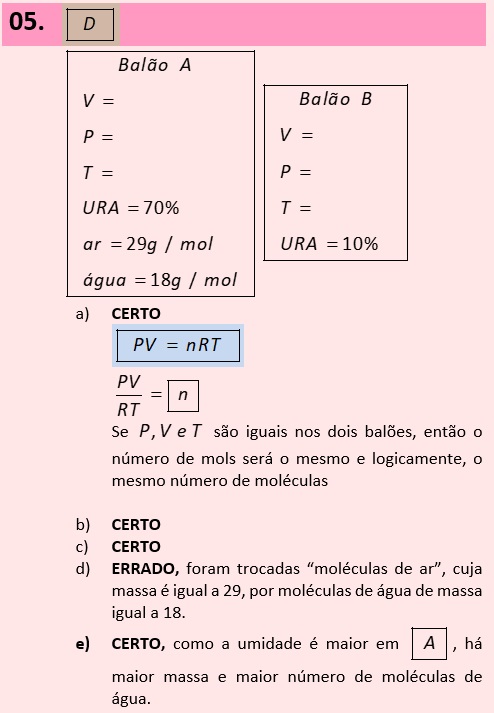 05. D
Balão A
V =
P =
T =
URA = 70%
ar = 29g / mol
água = 18g / mol
Balão B
V =
P =
T =
URA = 10%
a) CERTO
PV = nRT
PV/RT = n
Se P, V e T são iguais nos dois balões, então o
número de mols será o mesmo e logicamente, o
mesmo número de moléculas
b) CERTO
c) CERTO
d) ERRADO, foram trocadas “moléculas de ar”, cuja
massa é igual a 29, por moléculas de água de massa
igual a 18.
e) CERTO, como a umidade é maior em A , há
maior massa e maior número de moléculas de
água.